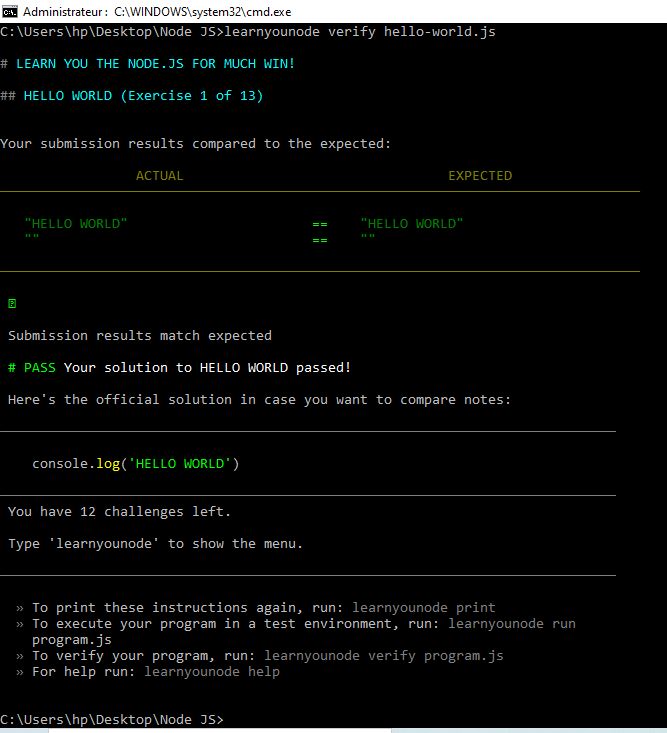 Administrateur : C:\WINDOWS\system32\cmd.exe
C:\Users\hp\Desktop\Node JS>learnyounode verify hello-world.js
# LEARN YOU THE NODE.JS FOR MUCH WIN!
## HELLO WORLD (Exercise 1 of 13)
Your submission results compared to the expected:
ACTUAL EXPECTED
"HELLO WORLD" == "HELLO WORLD"
"" == ""
Submission results match expected
# PASS Your solution to HELLO WORLD passed!
Here's the official solution in case you want to compare notes:
console.log('HELLO WORLD')
You have 12 challenges left.
Type 'learnyounode' to show the menu.
» To print these instructions again, run: learnyounode print
» To execute your program in a test environment, run: learnyounode run
program.js
» To verify your program, run: learnyounode verify program.js
» For help run: learnyounode help
C:\Users\hp\Desktop\Node JS>